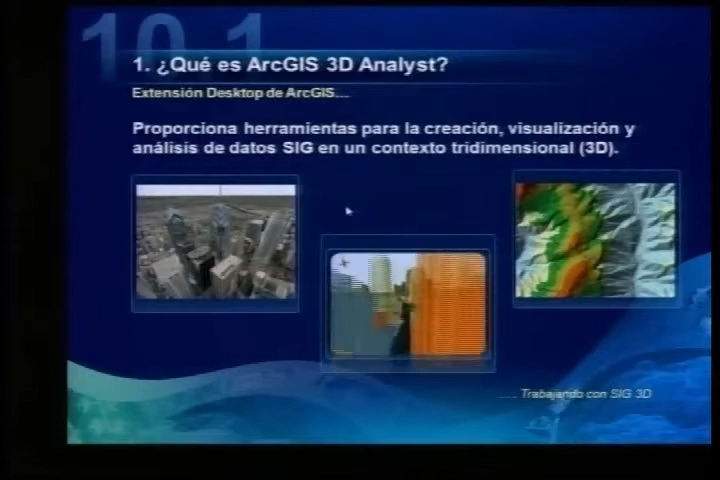 10.1
1. ¿Qué es ArcGIS 3D Analyst?
Extensión Desktop de ArcGIS...
Proporciona herramientas para la creación, visualización y
análisis de datos SIG en un contexto tridimensional (3D).
.... Trabajando con SIG 3D